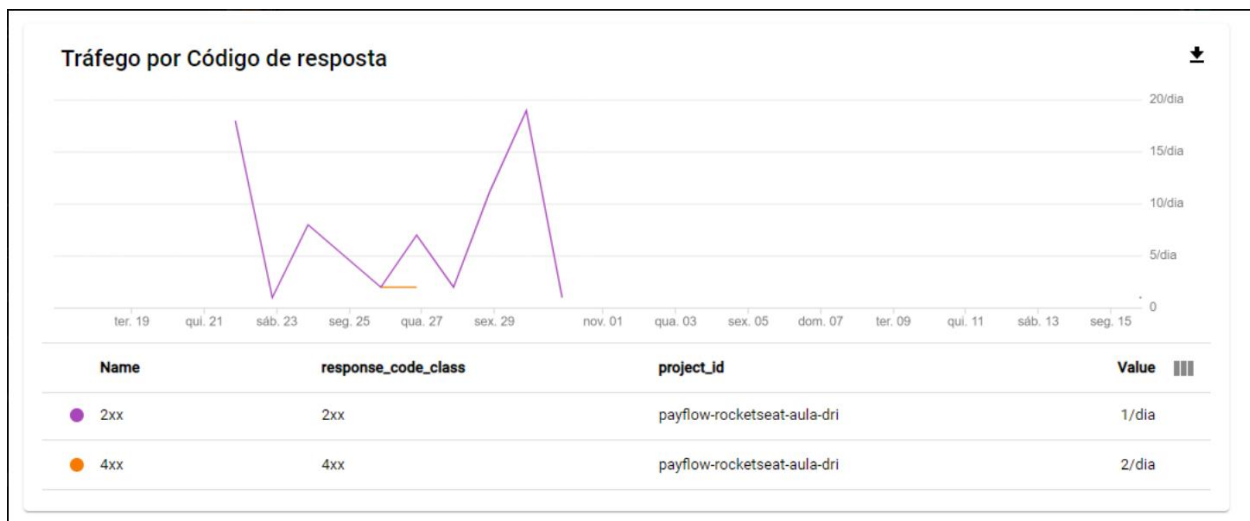 Tráfego por Código de resposta
20/dia
15/dia
10/dia
5/dia
0
ter. 19 qui. 21 sáb. 23 seg. 25 qua. 27 sex. 29 nov. 01 qua. 03 sex. 05 dom. 07 ter. 09 qui. 11 sáb. 13 seg. 15
Name response_code_class project_id Value
2xx 2xx payflow-rocketseat-aula-dri 1/dia
4xx 4xx payflow-rocketseat-aula-dri 2/dia